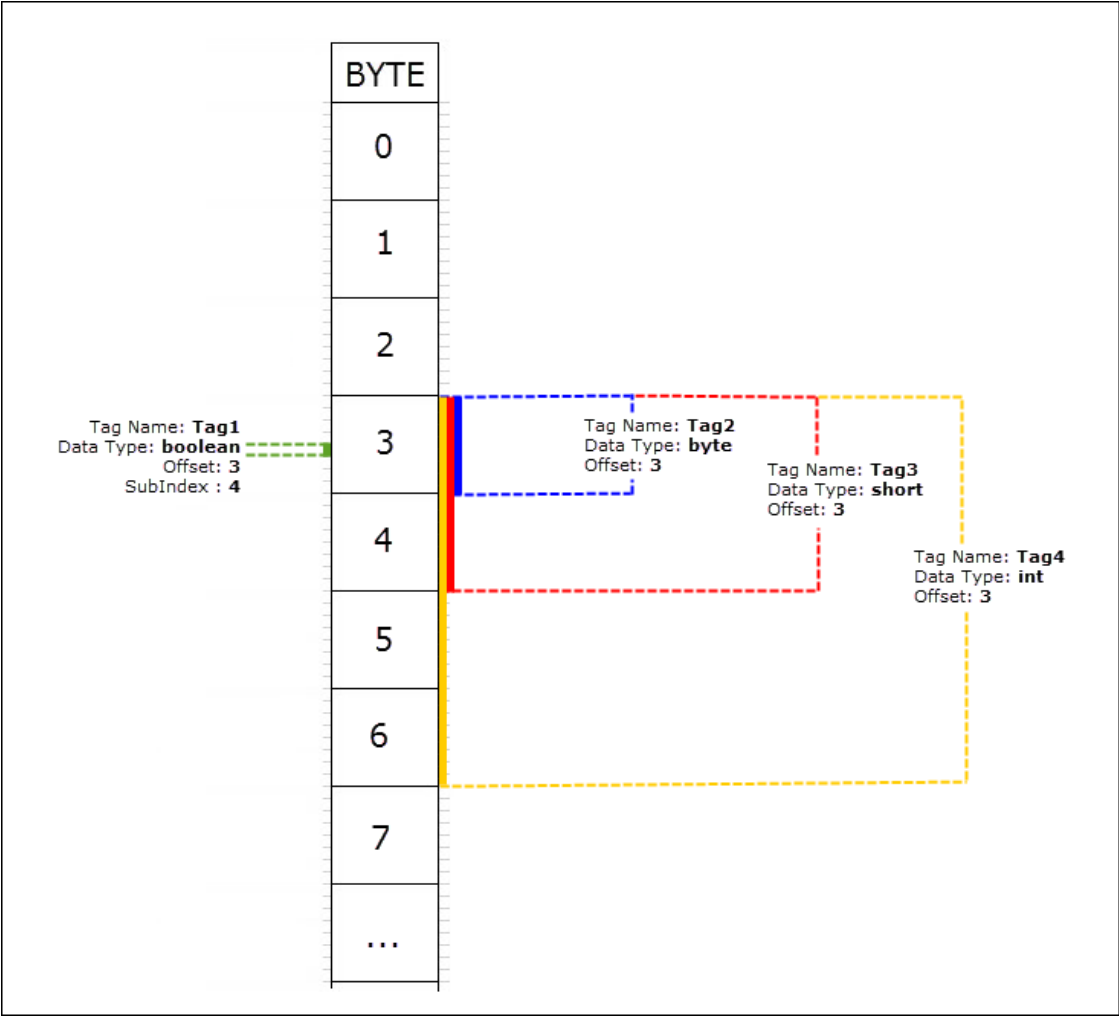 BYTE
0
1
2
3
4
5
6
7
...
Tag Name: Tag1
Data Type: boolean
Offset: 3
SubIndex : 4
Tag Name: Tag2
Data Type: byte
Offset: 3
Tag Name: Tag3
Data Type: short
Offset: 3
Tag Name: Tag4
Data Type: int
Offset: 3